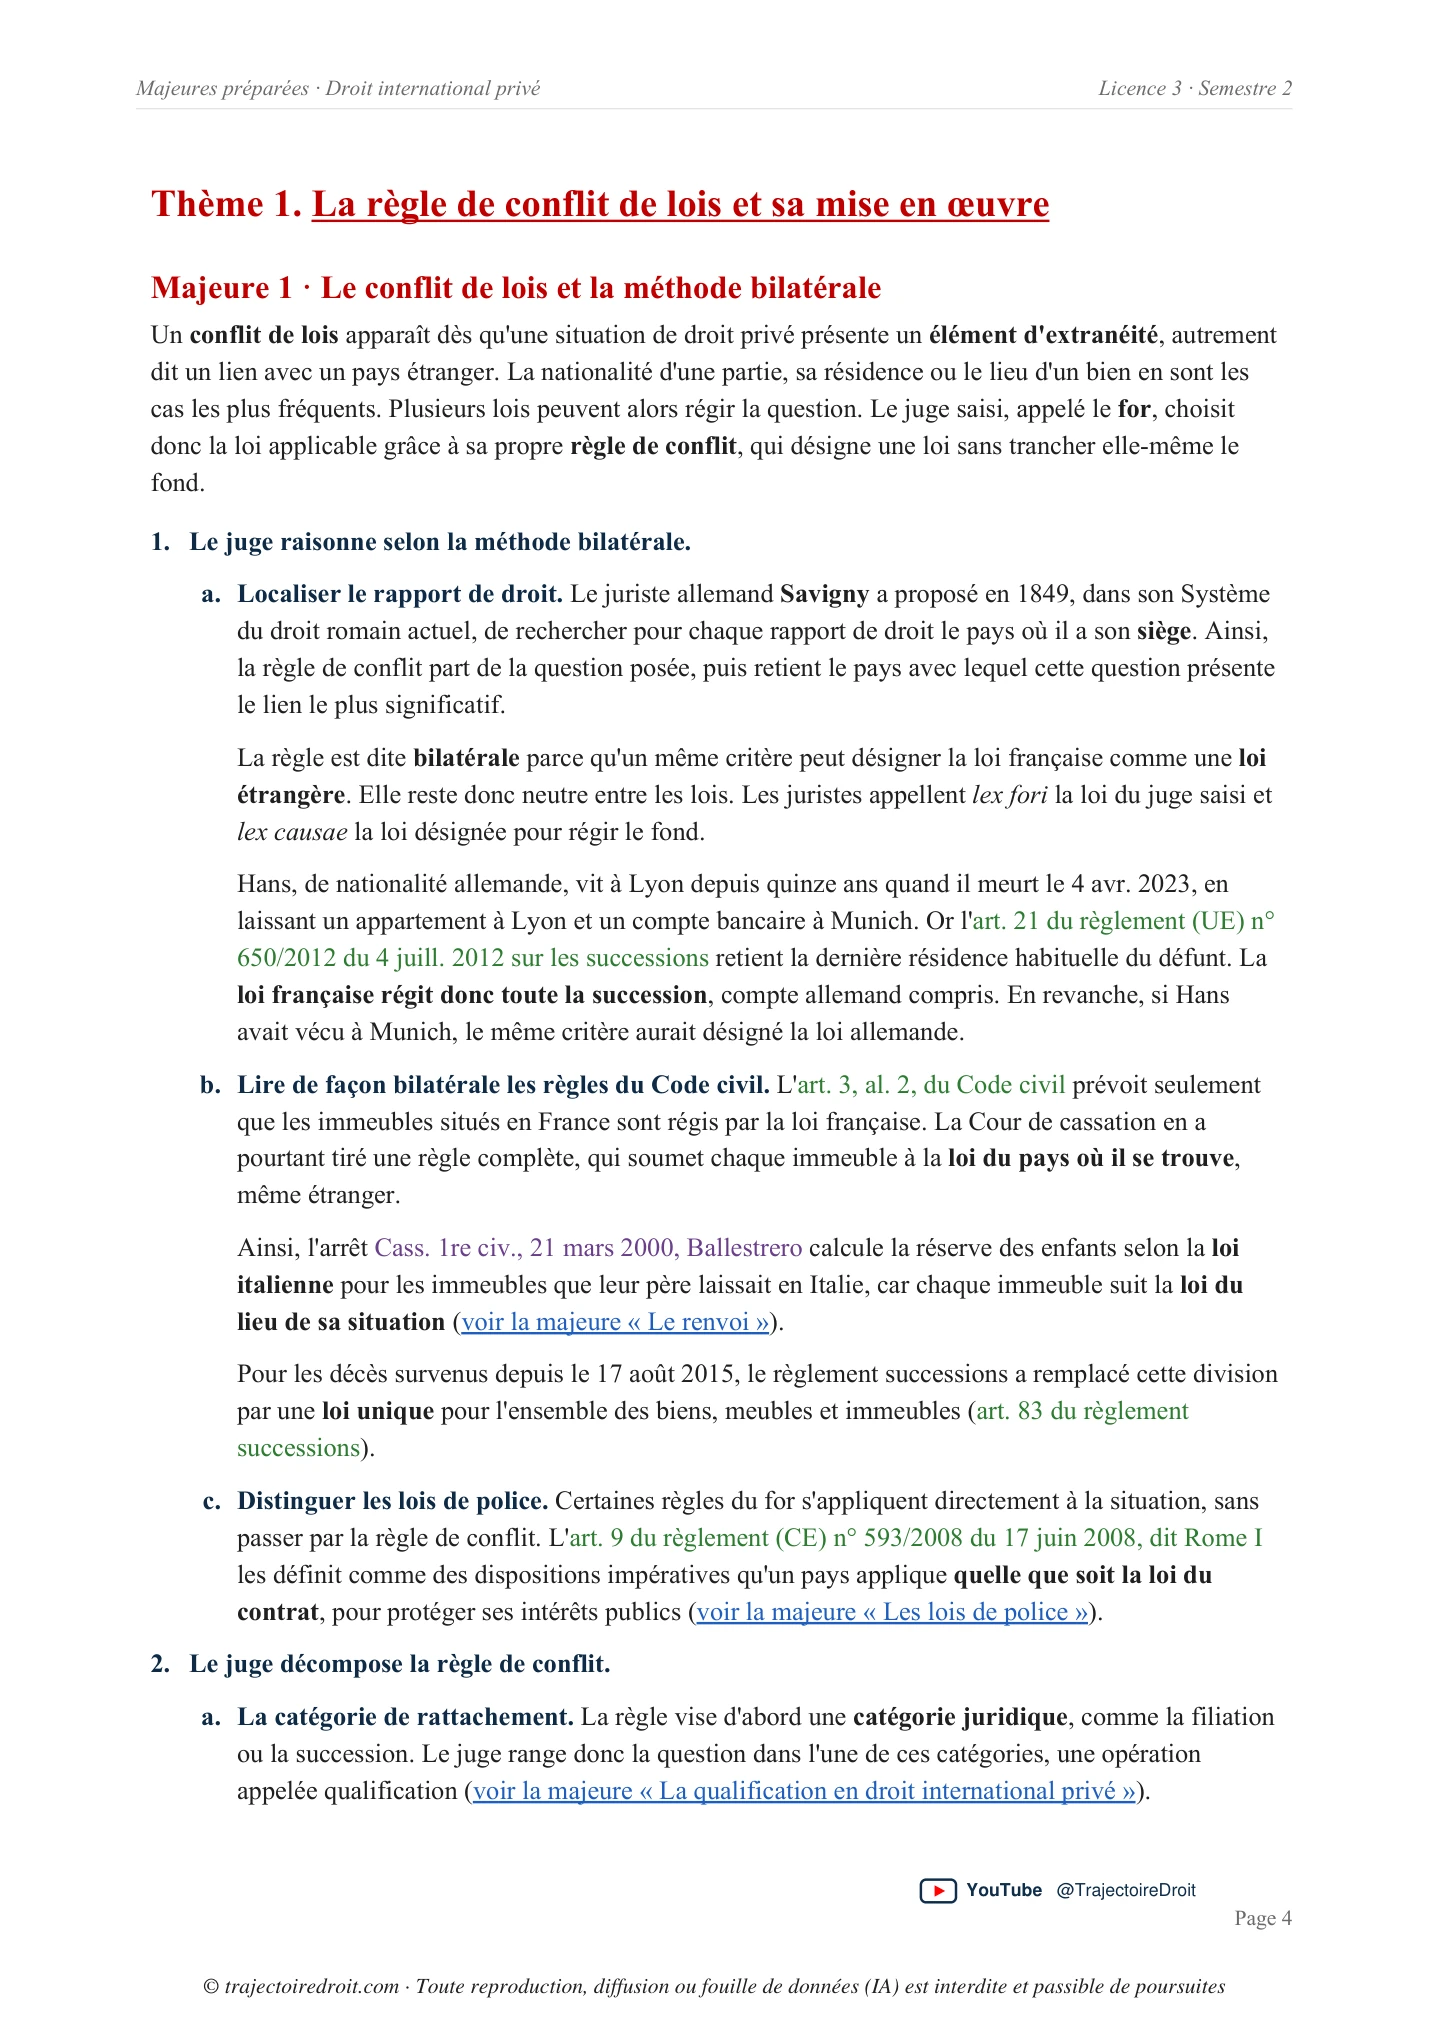 Majeures préparées · Droit international privé
Licence 3 · Semestre 2
Thème 1. La règle de conflit de lois et sa mise en œuvre
Majeure 1 · Le conflit de lois et la méthode bilatérale
Un conflit de lois apparaît dès qu'une situation de droit privé présente un élément d'extranéité, autrement
dit un lien avec un pays étranger. La nationalité d'une partie, sa résidence ou le lieu d'un bien en sont les
cas les plus fréquents. Plusieurs lois peuvent alors régir la question. Le juge saisi, appelé le for, choisit
donc la loi applicable grâce à sa propre règle de conflit, qui désigne une loi sans trancher elle-même le
fond.
1. Le juge raisonne selon la méthode bilatérale.
a. Localiser le rapport de droit. Le juriste allemand Savigny a proposé en 1849, dans son Système
du droit romain actuel, de rechercher pour chaque rapport de droit le pays où il a son siège. Ainsi,
la règle de conflit part de la question posée, puis retient le pays avec lequel cette question présente
le lien le plus significatif.
La règle est dite bilatérale parce qu'un même critère peut désigner la loi française comme une loi
étrangère. Elle reste donc neutre entre les lois. Les juristes appellent lex fori la loi du juge saisi et
lex causae la loi désignée pour régir le fond.
Hans, de nationalité allemande, vit à Lyon depuis quinze ans quand il meurt le 4 avr. 2023, en
laissant un appartement à Lyon et un compte bancaire à Munich. Or l'art. 21 du règlement (UE) n°
650/2012 du 4 juill. 2012 sur les successions retient la dernière résidence habituelle du défunt. La
loi française régit donc toute la succession, compte allemand compris. En revanche, si Hans
avait vécu à Munich, le même critère aurait désigné la loi allemande.
b. Lire de façon bilatérale les règles du Code civil. L'art. 3, al. 2, du Code civil prévoit seulement
que les immeubles situés en France sont régis par la loi française. La Cour de cassation en a
pourtant tiré une règle complète, qui soumet chaque immeuble à la loi du pays où il se trouve,
même étranger.
Ainsi, l'arrêt Cass. 1re civ., 21 mars 2000, Ballestrero calcule la réserve des enfants selon la loi
italienne pour les immeubles que leur père laissait en Italie, car chaque immeuble suit la loi du
lieu de sa situation (voir la majeure « Le renvoi »).
Pour les décès survenus depuis le 17 août 2015, le règlement successions a remplacé cette division
par une loi unique pour l'ensemble des biens, meubles et immeubles (art. 83 du règlement
successions).
c. Distinguer les lois de police. Certaines règles du for s'appliquent directement à la situation, sans
passer par la règle de conflit. L'art. 9 du règlement (CE) n° 593/2008 du 17 juin 2008, dit Rome I
les définit comme des dispositions impératives qu'un pays applique quelle que soit la loi du
contrat, pour protéger ses intérêts publics (voir la majeure « Les lois de police »).
2. Le juge décompose la règle de conflit.
a. La catégorie de rattachement. La règle vise d'abord une catégorie juridique, comme la filiation
ou la succession. Le juge range donc la question dans l'une de ces catégories, une opération
appelée qualification (voir la majeure « La qualification en droit international privé »).
YouTube @TrajectoireDroit
Page 4
© trajectoiredroit.com · Toute reproduction, diffusion ou fouille de données (IA) est interdite et passible de poursuites